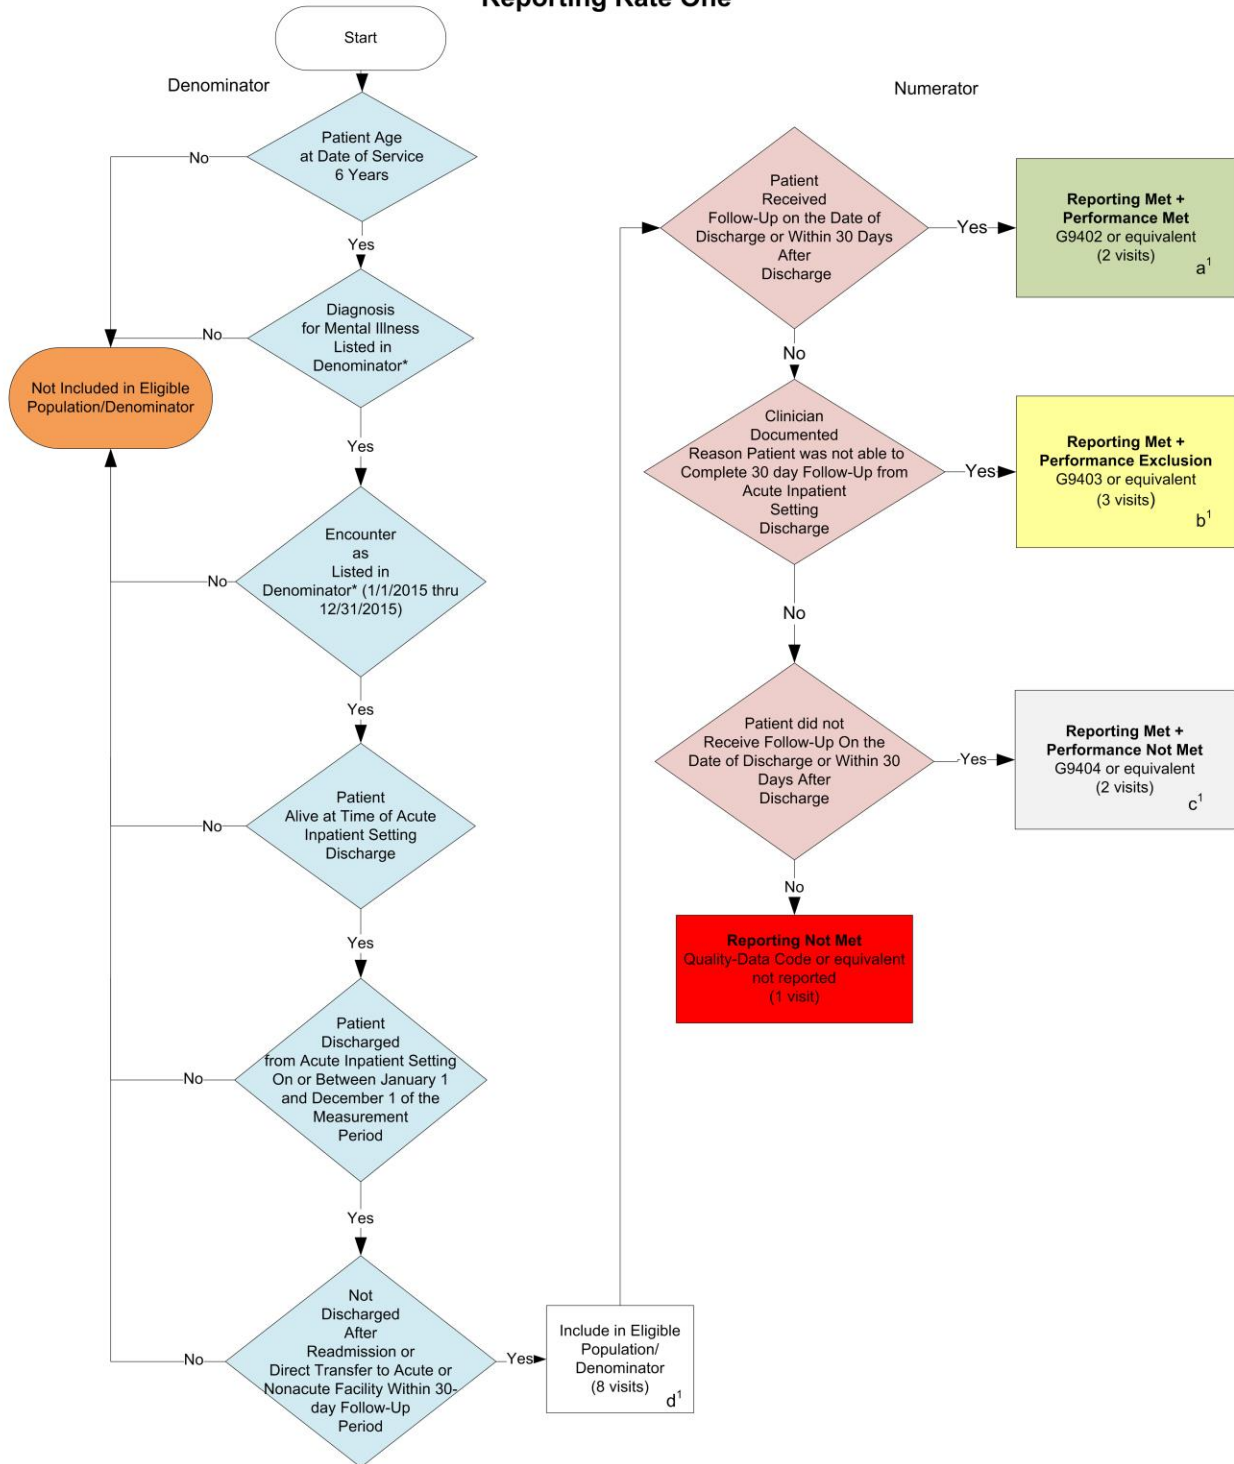 Reporting Rate One
Start
Denominator
Patient Age
at Date of Service
6 Years
No
Yes
Diagnosis
for Mental Illness
Listed in
Denominator*
No
Not Included in Eligible
Population/Denominator
Yes
Encounter
as
Listed in
Denominator* (1/1/2015 thru
12/31/2015)
No
Yes
Patient
Alive at Time of Acute
Inpatient Setting
Discharge
No
Yes
Patient
Discharged
from Acute Inpatient Setting
On or Between January 1
and December 1 of the
Measurement
Period
No
Yes
Not
Discharged
After
Readmission or
Direct Transfer to Acute or
Nonacute Facility Within 30-
day Follow-Up
Period
No
Yes
Include in Eligible
Population/
Denominator
(8 visits)
d¹
Numerator
Patient
Received
Follow-Up on the Date of
Discharge or Within 30 Days
After
Discharge
Yes
Reporting Met +
Performance Met
G9402 or equivalent
(2 visits)
a¹
No
Clinician
Documented
Reason Patient was not able to
Complete 30 day Follow-Up from
Acute Inpatient
Setting
Discharge
Yes
Reporting Met +
Performance Exclusion
G9403 or equivalent
(3 visits)
b¹
No
Patient did not
Receive Follow-Up On the
Date of Discharge or Within 30
Days After
Discharge
Yes
Reporting Met +
Performance Not Met
G9404 or equivalent
(2 visits)
c¹
No
Reporting Not Met
Quality-Data Code or equivalent
not reported
(1 visit)